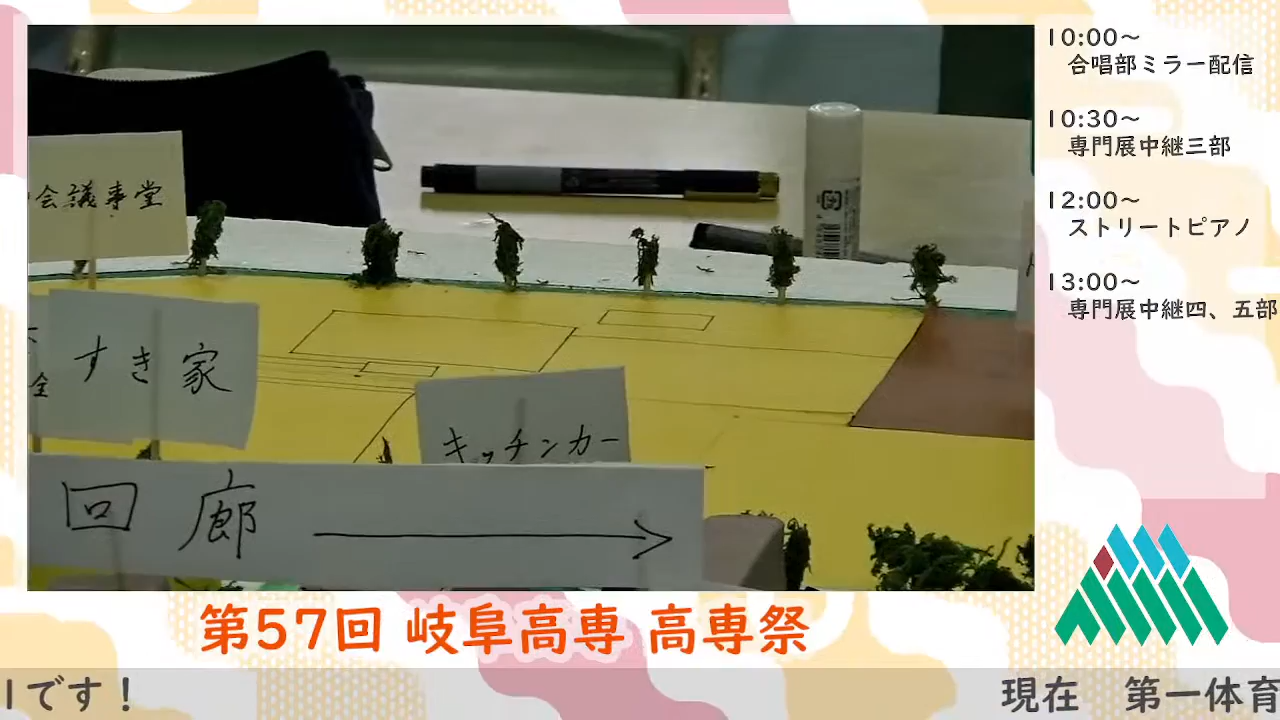 10:00～
合唱部ミラー配信
10:30～
専門展中継三部
12:00～
ストリートピアノ
13:00～
専門展中継四、五部
会議事堂
すき家
全
キッチンカー
回廊→
第57回 岐阜高専 高専祭
です！
現在 第一体育